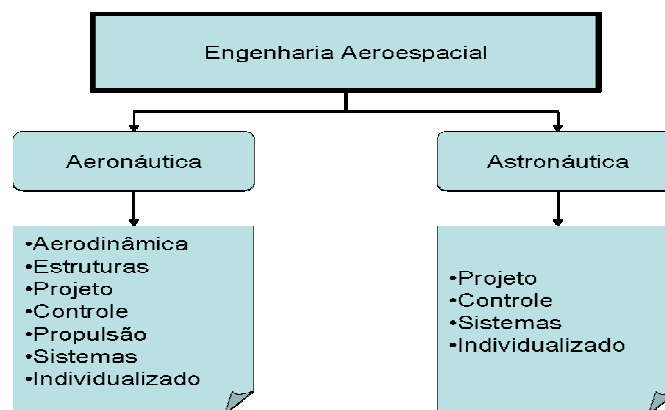 Engenharia Aeroespacial
Aeronáutica
Astronáutica
•Aerodinâmica
•Estruturas
•Projeto
•Controle
•Propulsão
•Sistemas
•Individualizado
•Projeto
•Controle
•Sistemas
•Individualizado